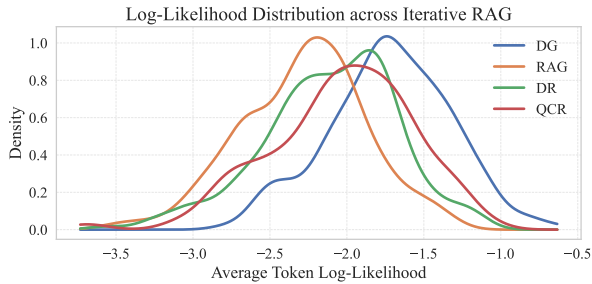 Log-Likelihood Distribution across Iterative RAG
Density
1.0
0.8
0.6
0.4
0.2
0.0
DG
RAG
DR
QCR
−3.5 −3.0 −2.5 −2.0 −1.5 −1.0 −0.5
Average Token Log-Likelihood